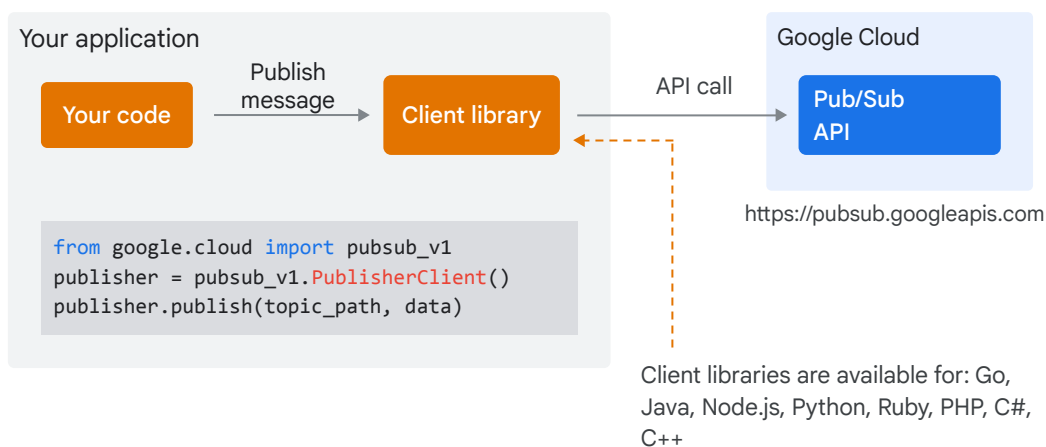 Your application
Your code
Publish
message
Client library
API call
Google Cloud
Pub/Sub
API
https://pubsub.googleapis.com
from google.cloud import pubsub_v1
publisher = pubsub_v1.PublisherClient()
publisher.publish(topic_path, data)
Client libraries are available for: Go,
Java, Node.js, Python, Ruby, PHP, C#,
C++